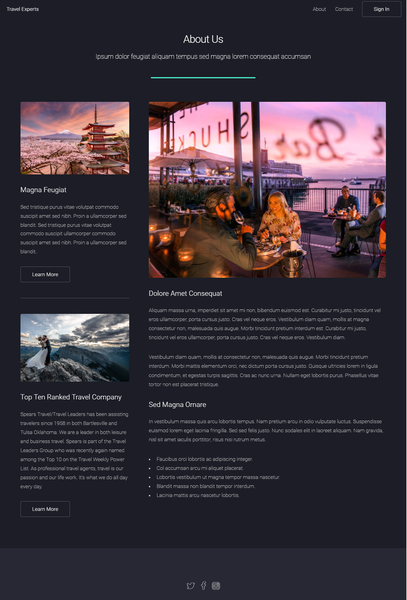 Travel Experts
About Contact Sign In
About Us
Ipsum dolor feugiat aliquam tempus sed magna lorem consequat accumsan
Magna Feugiat
Sed tristique purus vitae volutpat commodo
suscipit amet sed nibh. Proin a ullamcorper sed
blandit. Sed tristique purus vitae volutpat
commodo suscipit ullamcorper commodo
suscipit amet sed nibh. Proin a ullamcorper sed
blandit..
Learn More
Top Ten Ranked Travel Company
Spears Travel/Travel Leaders has been assisting
travelers since 1958 in both Bartlesville and
Tulsa Oklahoma. We are a leader in both leisure
and business travel. Spears is part of the Travel
Leaders Group who was recently again named
among the Top 10 on the Travel Weekly Power
List. As professional travel agents, travel is our
passion and our life work. It's what we do all day
every day.
Learn More
SHUCK
Bar
Dolore Amet Consequat
Aliquam massa urna, imperdiet sit amet mi non, bibendum euismod est. Curabitur mi justo, tincidunt vel
eros ullamcorper, porta cursus justo. Cras vel neque eros. Vestibulum diam quam, mollis at magna
consectetur non, malesuada quis augue. Morbi tincidunt pretium interdum est. Curabitur mi justo,
tincidunt vel eros ullamcorper, porta cursus justo. Cras vel neque eros. Vestibulum diam.
Vestibulum diam quam, mollis at consectetur non, malesuada quis augue. Morbi tincidunt pretium
interdum. Morbi mattis elementum orci, nec dictum porta cursus justo. Quisque ultricies lorem in ligula
condimentum, et egestas turpis sagittis. Cras ac nunc urna. Nullam eget lobortis purus. Phasellus vitae
tortor non est placerat tristique.
Sed Magna Ornare
In vestibulum massa quis arcu lobortis tempus. Nam pretium arcu in odio vulputate luctus. Suspendisse
euismod lorem eget lacinia fringilla. Sed sed felis justo. Nunc sodales elit in laoreet aliquam. Nam gravida,
nisl sit amet iaculis porttitor, risus nisi rutrum metus.
• Faucibus orci lobortis ac adipiscing integer.
• Col accumsan arcu mi aliquet placerat.
• Lobortis vestibulum ut magna tempor massa nascetur.
• Blandit massa non blandit tempor interdum.
• Lacinia mattis arcu nascetur lobortis.